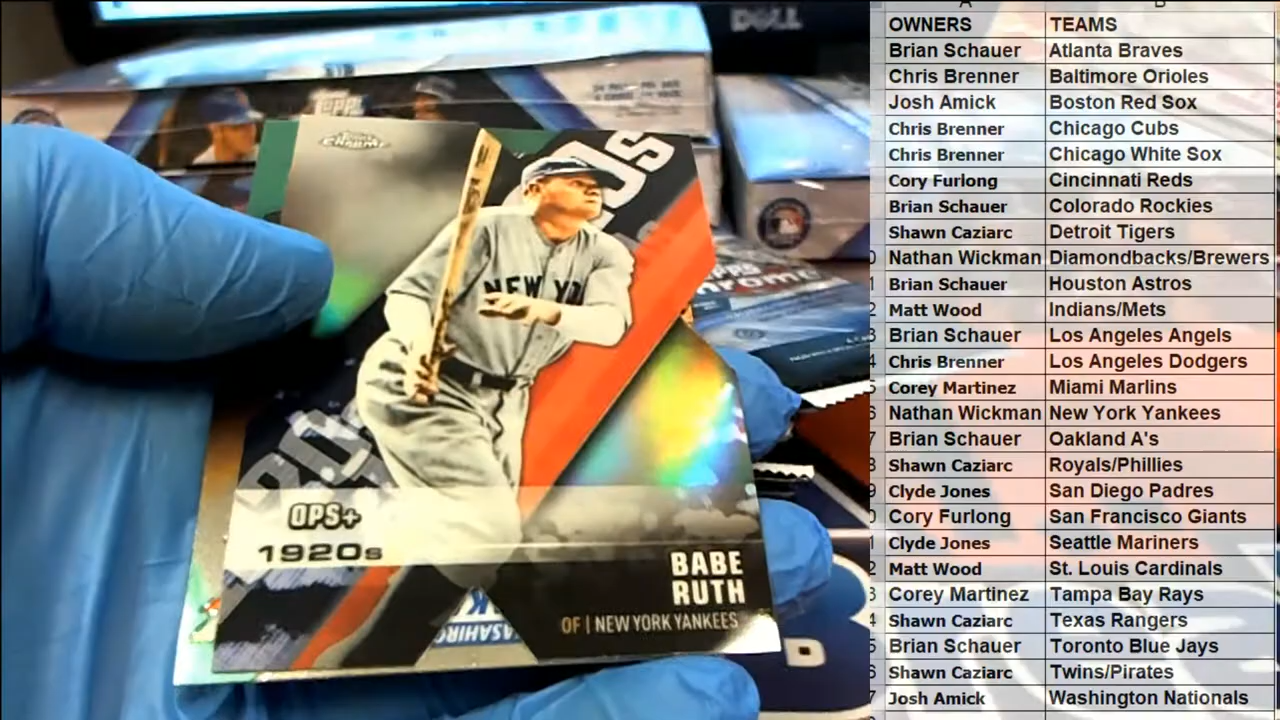 DELL
Topps
Topps
Chrome
NEW YO
OPS+
1920s
BABE
RUTH
OF | NEW YORK YANKEES
OWNERS TEAMS
Brian Schauer Atlanta Braves
Chris Brenner Baltimore Orioles
Josh Amick Boston Red Sox
Chris Brenner Chicago Cubs
Chris Brenner Chicago White Sox
Cory Furlong Cincinnati Reds
Brian Schauer Colorado Rockies
Shawn Caziarc Detroit Tigers
Nathan Wickman Diamondbacks/Brewers
Brian Schauer Houston Astros
Matt Wood Indians/Mets
Brian Schauer Los Angeles Angels
Chris Brenner Los Angeles Dodgers
Corey Martinez Miami Marlins
Nathan Wickman New York Yankees
Brian Schauer Oakland A's
Shawn Caziarc Royals/Phillies
Clyde Jones San Diego Padres
Cory Furlong San Francisco Giants
Clyde Jones Seattle Mariners
Matt Wood St. Louis Cardinals
Corey Martinez Tampa Bay Rays
Shawn Caziarc Texas Rangers
Brian Schauer Toronto Blue Jays
Shawn Caziarc Twins/Pirates
Josh Amick Washington Nationals